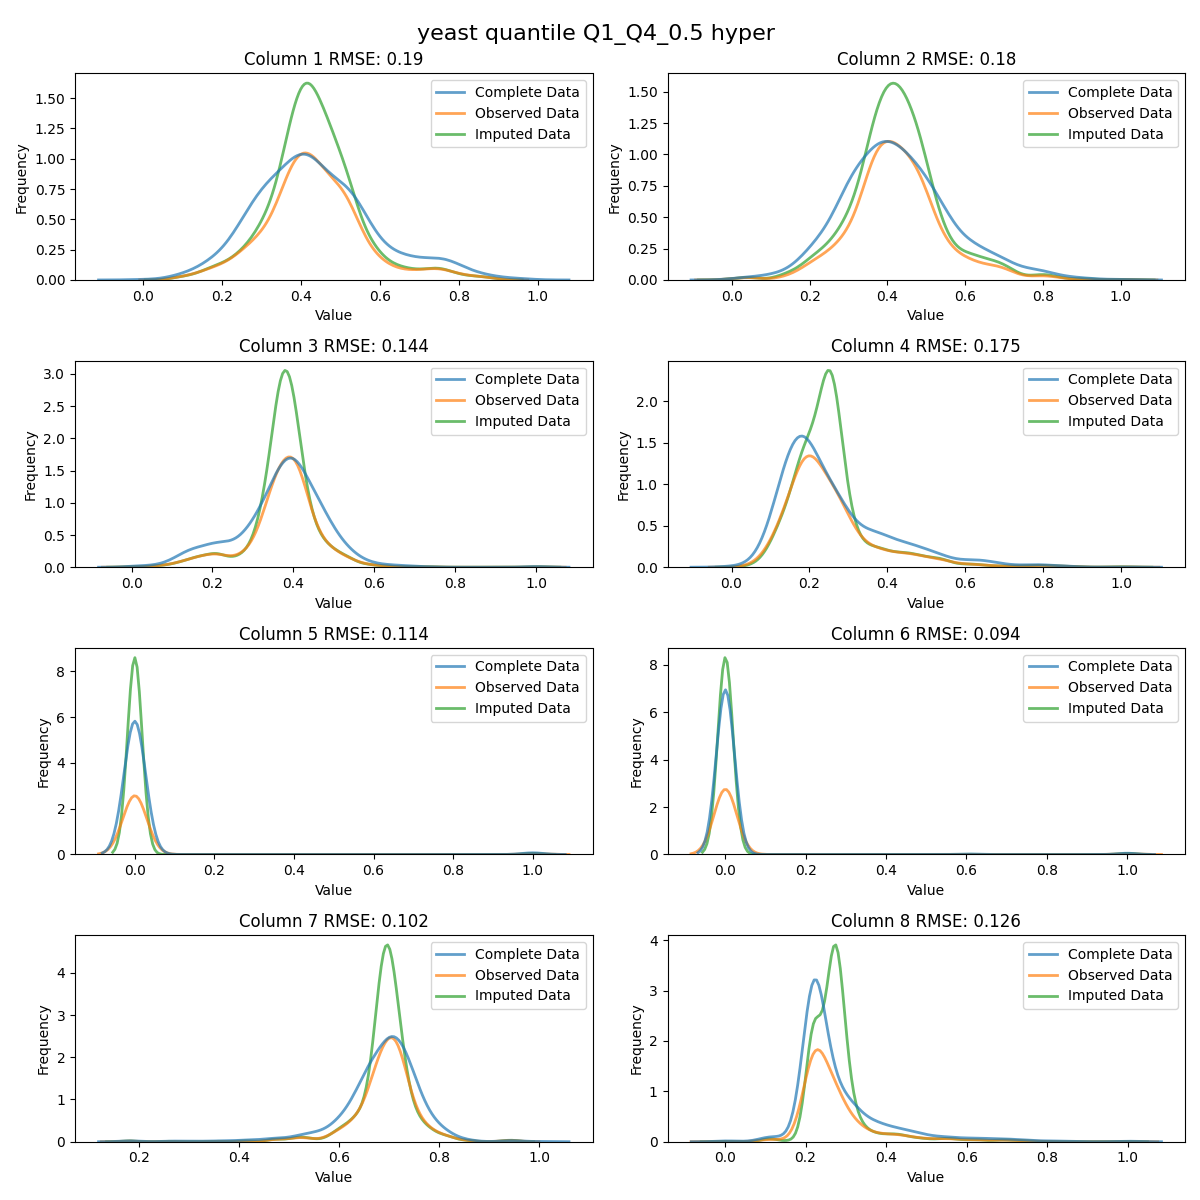 yeast quantile Q1_Q4_0.5 hyper
Column 1 RMSE: 0.19
Frequency
1.50
1.25
1.00
0.75
0.50
0.25
0.00
Complete Data
Observed Data
Imputed Data
0.0 0.2 0.4 0.6 0.8 1.0
Value
Column 2 RMSE: 0.18
Frequency
1.50
1.25
1.00
0.75
0.50
0.25
0.00
Complete Data
Observed Data
Imputed Data
0.0 0.2 0.4 0.6 0.8 1.0
Value
Column 3 RMSE: 0.144
Frequency
3.0
2.5
2.0
1.5
1.0
0.5
0.0
Complete Data
Observed Data
Imputed Data
0.0 0.2 0.4 0.6 0.8 1.0
Value
Column 4 RMSE: 0.175
Frequency
2.0
1.5
1.0
0.5
0.0
Complete Data
Observed Data
Imputed Data
0.0 0.2 0.4 0.6 0.8 1.0
Value
Column 5 RMSE: 0.114
Frequency
8
6
4
2
0
Complete Data
Observed Data
Imputed Data
0.0 0.2 0.4 0.6 0.8 1.0
Value
Column 6 RMSE: 0.094
Frequency
8
6
4
2
0
Complete Data
Observed Data
Imputed Data
0.0 0.2 0.4 0.6 0.8 1.0
Value
Column 7 RMSE: 0.102
Frequency
4
3
2
1
0
Complete Data
Observed Data
Imputed Data
0.2 0.4 0.6 0.8 1.0
Value
Column 8 RMSE: 0.126
Frequency
4
3
2
1
0
Complete Data
Observed Data
Imputed Data
0.0 0.2 0.4 0.6 0.8 1.0
Value